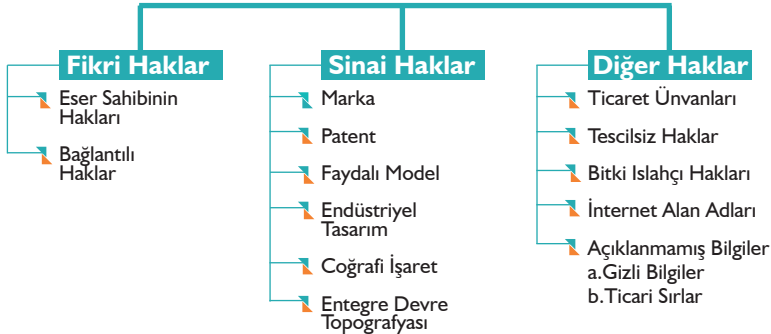 Fikri Haklar
Eser Sahibinin
Hakları
Bağlantılı
Haklar
Sinai Haklar
Marka
Patent
Faydalı Model
Endüstriyel
Tasarım
Coğrafi İşaret
Entegre Devre
Topografyası
Diğer Haklar
Ticaret Ünvanları
Tescilsiz Haklar
Bitki Islahçı Hakları
İnternet Alan Adları
Açıklanmamış Bilgiler
a.Gizli Bilgiler
b.Ticari Sırlar